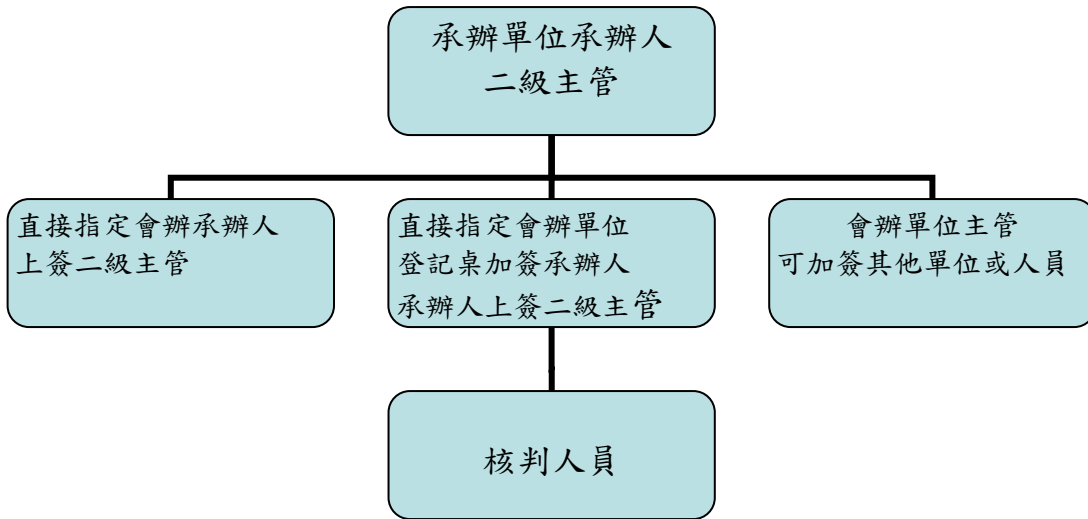 承辦單位承辦人
二級主管
直接指定會辦承辦人
上簽二級主管
直接指定會辦單位
登記桌加簽承辦人
承辦人上簽二級主管
會辦單位主管
可加簽其他單位或人員
核判人員